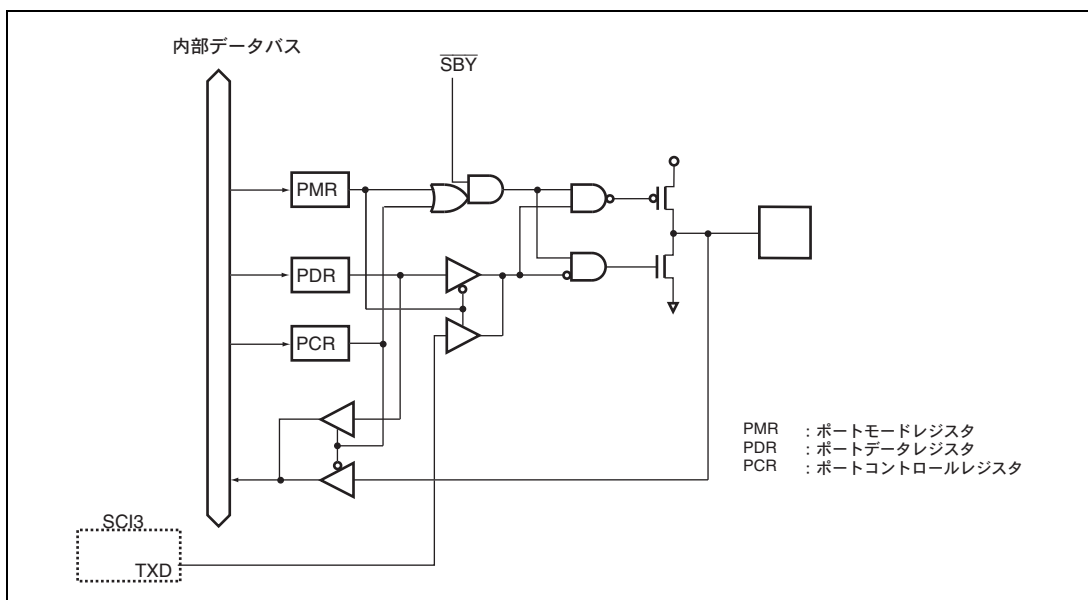 内部データバス
SBY
PMR
PDR
PCR
PMR :ポートモードレジスタ
PDR :ポートデータレジスタ
PCR :ポートコントロールレジスタ
SCI3
TXD